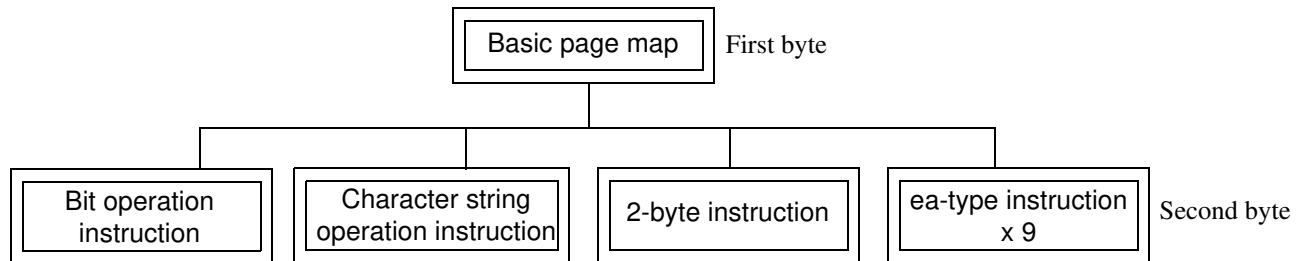 Basic page map
First byte
Bit operation
instruction
Character string
operation instruction
2-byte instruction
ea-type instruction
x 9
Second byte